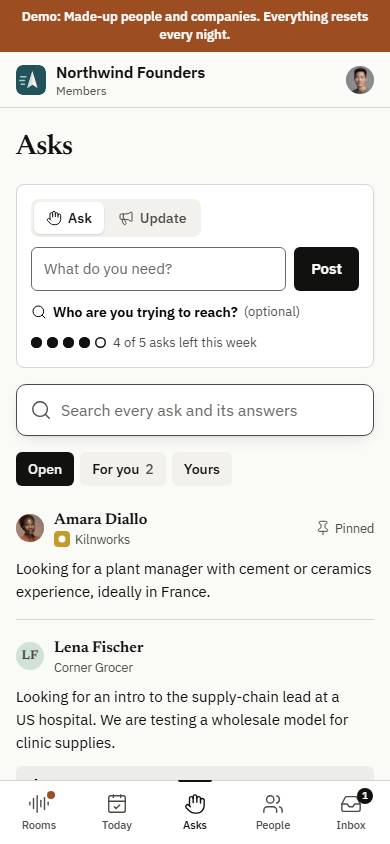 Demo: Made-up people and companies. Everything resets
every night.
Northwind Founders
Members
Asks
Ask
Update
What do you need?
Post
Who are you trying to reach? (optional)
4 of 5 asks left this week
Search every ask and its answers
Open
For you 2
Yours
Amara Diallo
Kilnworks
Pinned
Looking for a plant manager with cement or ceramics
experience, ideally in France.
LF
Lena Fischer
Corner Grocer
Looking for an intro to the supply-chain lead at a
US hospital. We are testing a wholesale model for
clinic supplies.
Rooms
Today
Asks
People
1
Inbox